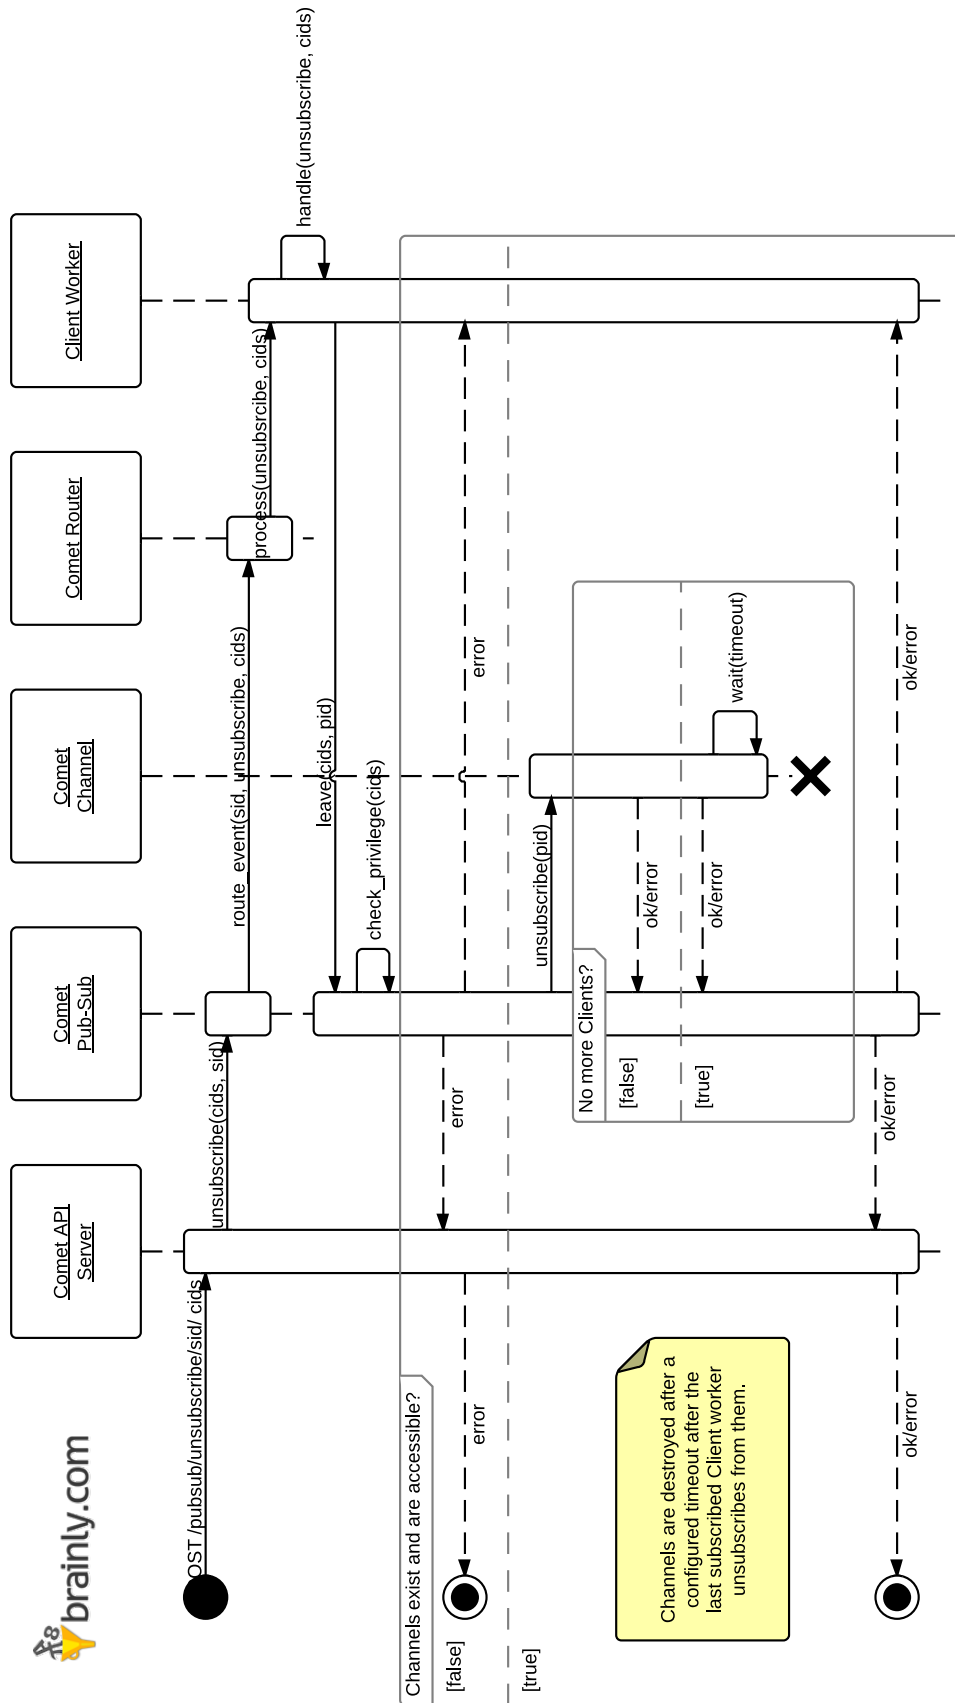 brainly.com
Comet API
Server
Comet
Pub-Sub
Comet
Channel
Comet Router
Client Worker
OST /pubsub/unsubscribe/sid/ cids
unsubscribe(cids, sid)
route_event(sid, unsubscribe, cids)
process(unsubsrcibe, cids)
handle(unsubscribe, cids)
leave(cids, pid)
check_privilege(cids)
Channels exist and are accessible?
[false]
error
error
error
[true]
unsubscribe(pid)
No more Clients?
[false]
ok/error
[true]
ok/error
wait(timeout)
Channels are destroyed after a
configured timeout after the
last subscribed Client worker
unsubscribes from them.
ok/error
ok/error
ok/error